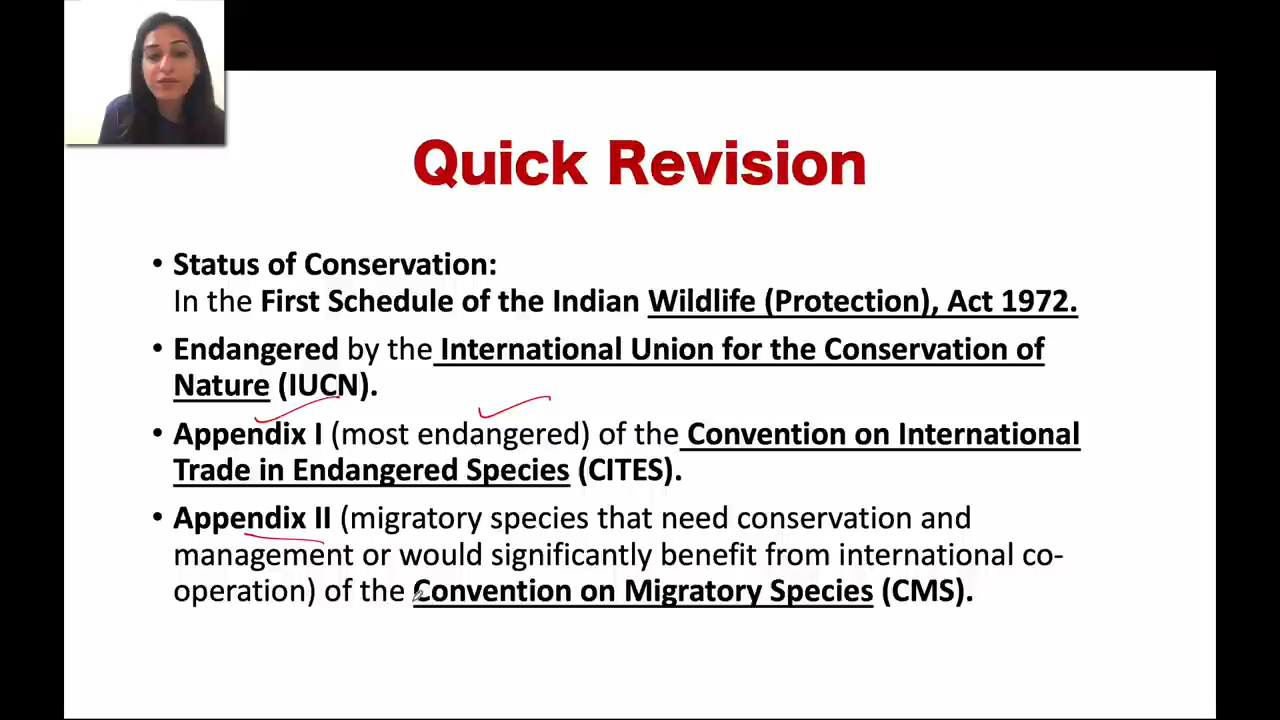 Quick Revision
• Status of Conservation:
In the First Schedule of the Indian Wildlife (Protection), Act 1972.
• Endangered by the International Union for the Conservation of
Nature (IUCN).
• Appendix I (most endangered) of the Convention on International
Trade in Endangered Species (CITES).
• Appendix II (migratory species that need conservation and
management or would significantly benefit from international co-
operation) of the Convention on Migratory Species (CMS).